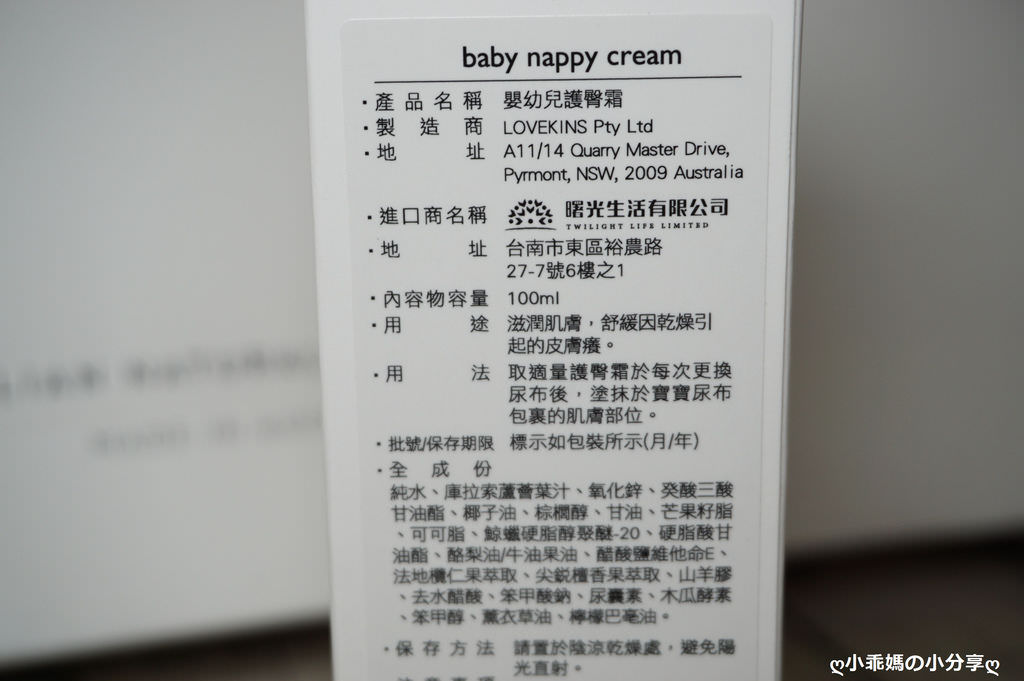 baby nappy cream
・產品名稱 嬰幼兒護臀霜
・製造商 LOVEKINS Pty Ltd
・地址 A11/14 Quarry Master Drive,
Pyrmont, NSW, 2009 Australia
・進口商名稱 曙光生活有限公司
TWILIGHT LIFE LIMITED
・地址 台南市東區裕農路
27-7號6樓之1
・內容物容量 100ml
・用途 滋潤肌膚，舒緩因乾燥引
起的皮膚癢。
・用法 取適量護臀霜於每次更換
尿布後，塗抹於寶寶尿布
包裹的肌膚部位。
・批號/保存期限 標示如包裝所示(月/年)
・全成份
純水、庫拉索蘆薈葉汁、氧化鋅、癸酸三酸
甘油酯、椰子油、棕櫚醇、甘油、芒果籽脂
、可可脂、鯨蠟硬脂醇聚醚-20、硬脂酸甘
油酯、酪梨油/牛油果油、醋酸鹽維他命E、
法地欖仁果萃取、尖銳檀香果萃取、山羊膠
、去水醋酸、笨甲酸鈉、尿囊素、木瓜酵素
、笨甲醇、薰衣草油、檸檬巴毫油。
・保存方法 請置於陰涼乾燥處，避免陽
光直射。
ღ小乖媽の小分享ღ